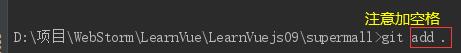 注意加空格
D:\项目\WebStorm\LearnVue\LearnVuejs09\supermall>git add .